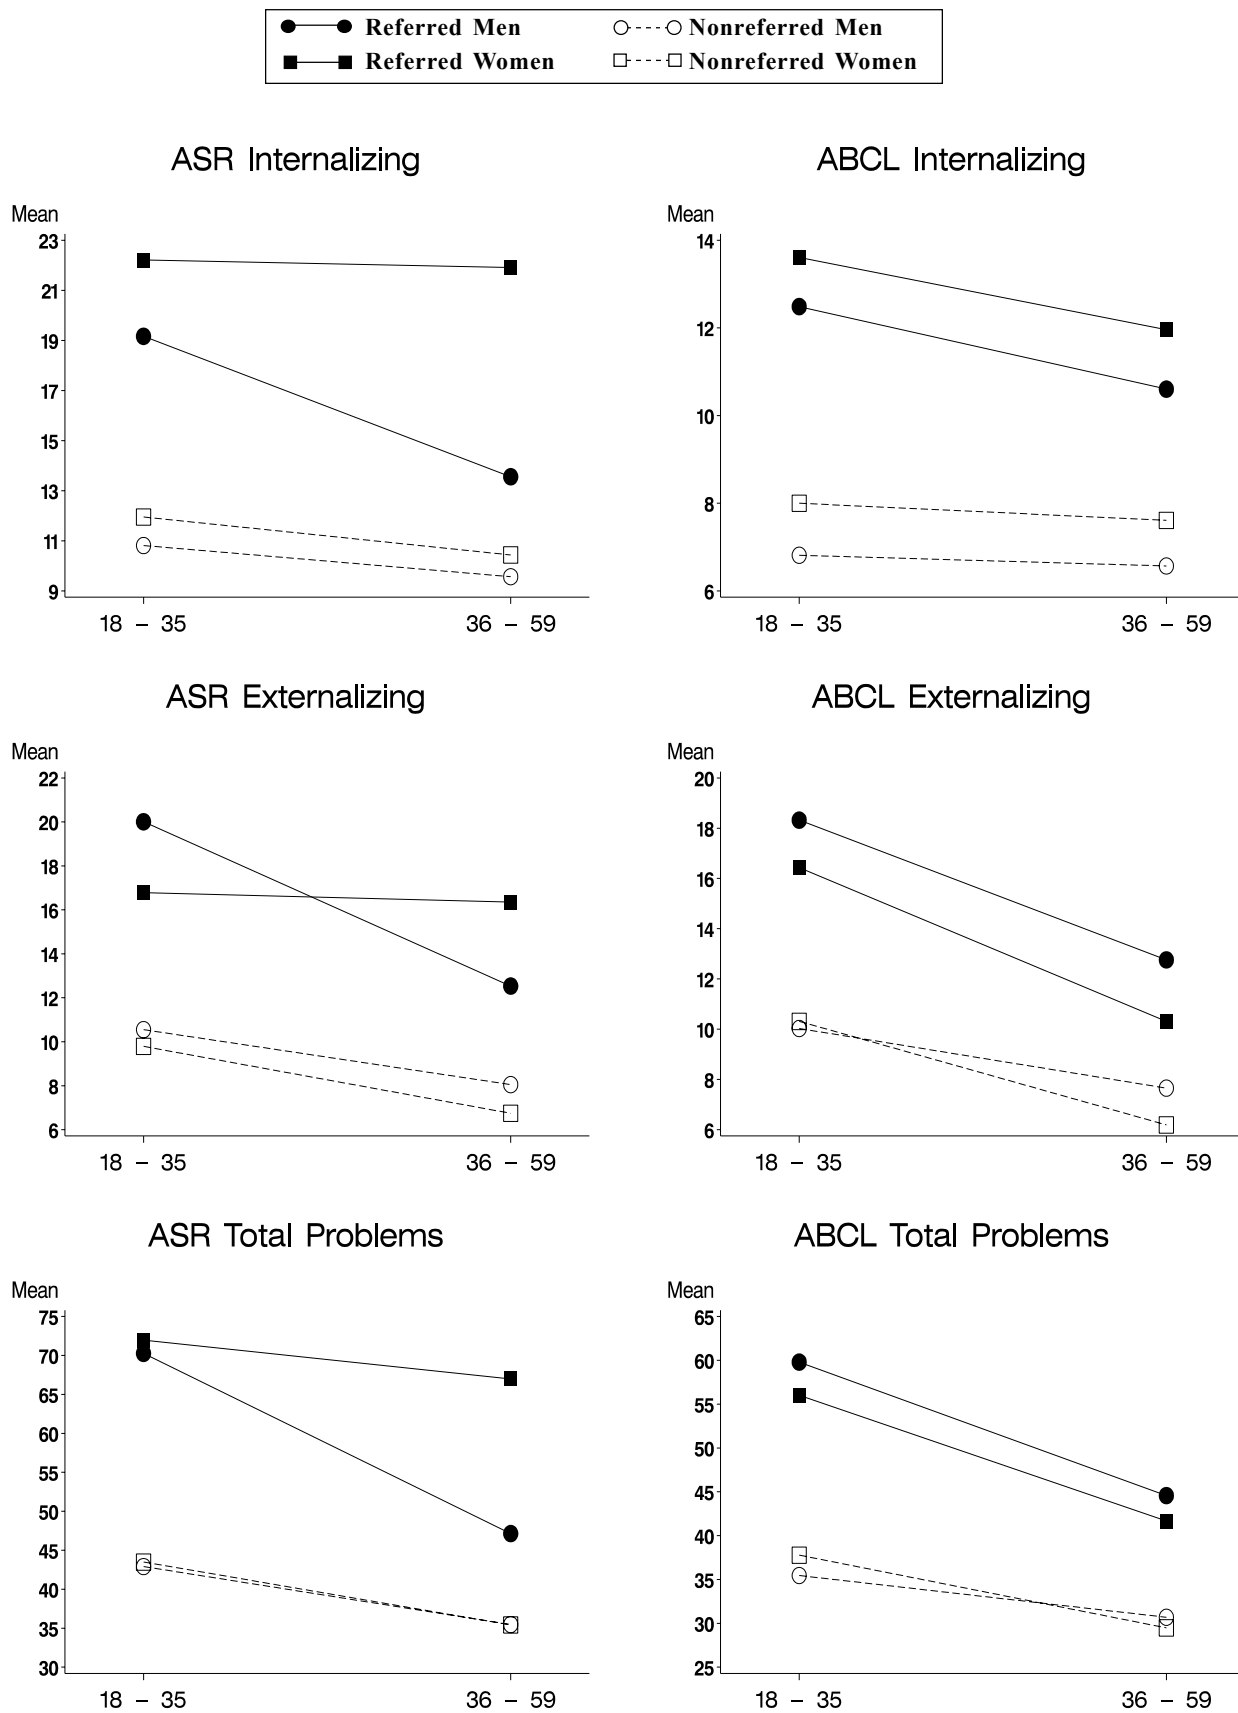 Referred Men Nonreferred Men
Referred Women Nonreferred Women
ASR Internalizing
Mean
23
21
19
17
15
13
11
9
18 – 35 36 – 59
ABCL Internalizing
Mean
14
12
10
8
6
18 – 35 36 – 59
ASR Externalizing
Mean
22
20
18
16
14
12
10
8
6
18 – 35 36 – 59
ABCL Externalizing
Mean
20
18
16
14
12
10
8
6
18 – 35 36 – 59
ASR Total Problems
Mean
75
70
65
60
55
50
45
40
35
30
18 – 35 36 – 59
ABCL Total Problems
Mean
65
60
55
50
45
40
35
30
25
18 – 35 36 – 59